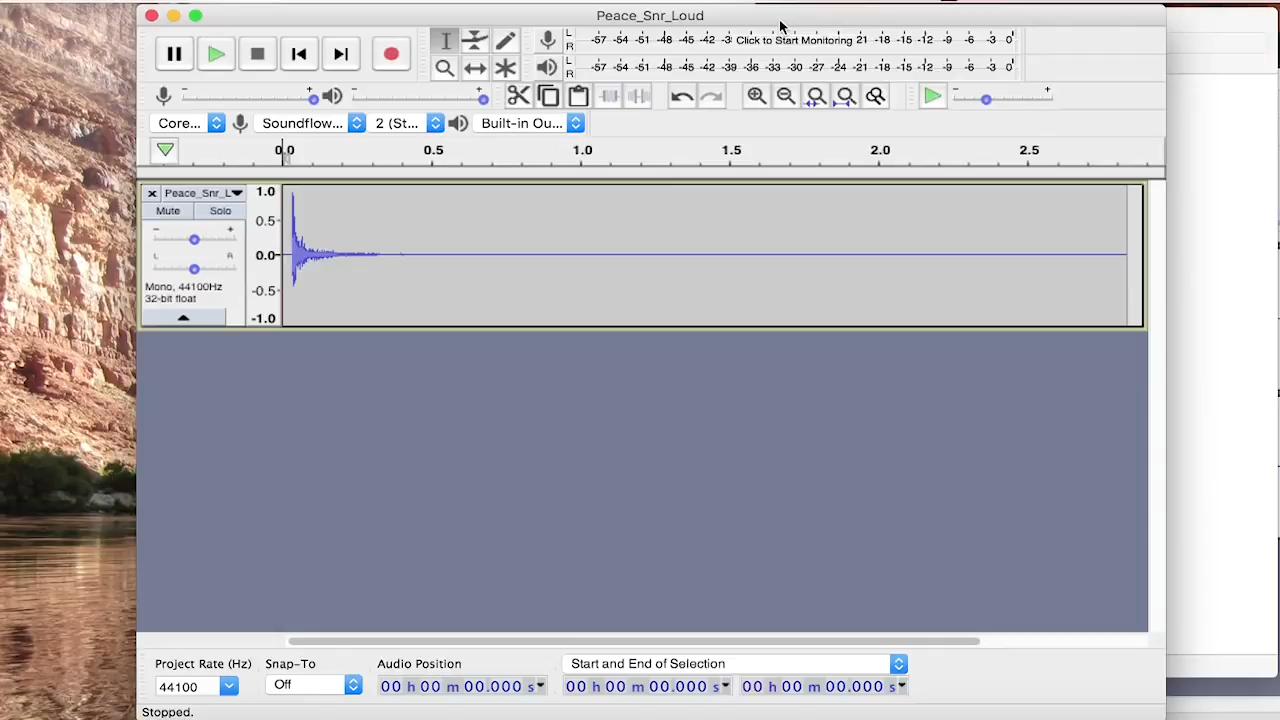 Peace_Snr_Loud
L
R
-57 -54 -51 -48 -45 -42 -3 Click to Start Monitoring 21 -18 -15 -12 -9 -6 -3 0
L
R
-57 -54 -51 -48 -45 -42 -39 -36 -33 -30 -27 -24 -21 -18 -15 -12 -9 -6 -3 0
- + - +
- +
Core... Soundflow... 2 (St... Built-in Ou...
0.0 0.5 1.0 1.5 2.0 2.5
Peace_Snr_L
Mute Solo
- +
L R
Mono, 44100Hz
32-bit float
1.0
0.5-
0.0-
-0.5-
-1.0
Project Rate (Hz) Snap-To Audio Position Start and End of Selection
44100 Off 00 h 00 m 00.000 s 00 h 00 m 00.000 s 00 h 00 m 00.000 s
Stopped.